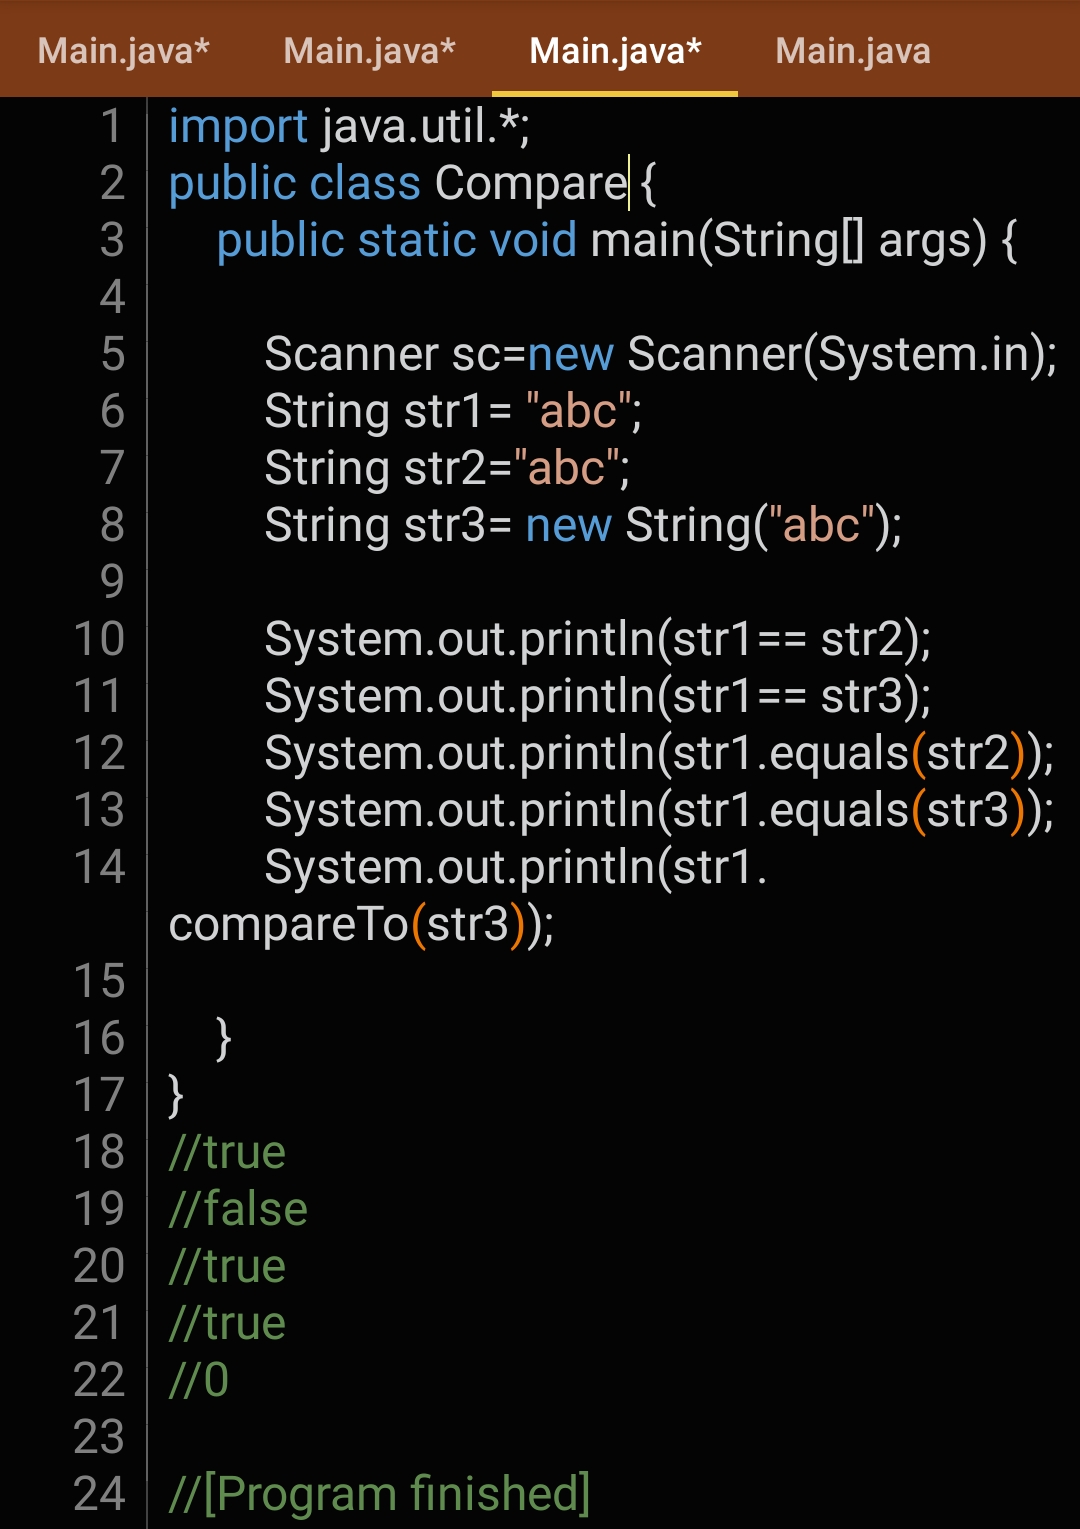 Main.java* Main.java* Main.java* Main.java
1 import java.util.*;
2 public class Compare {
3 public static void main(String[] args) {
4
5 Scanner sc=new Scanner(System.in);
6 String str1= "abc";
7 String str2="abc";
8 String str3= new String("abc");
9
10 System.out.println(str1== str2);
11 System.out.println(str1== str3);
12 System.out.println(str1.equals(str2));
13 System.out.println(str1.equals(str3));
14 System.out.println(str1.
compareTo(str3));
15
16 }
17 }
18 //true
19 //false
20 //true
21 //true
22 //0
23
24 //[Program finished]